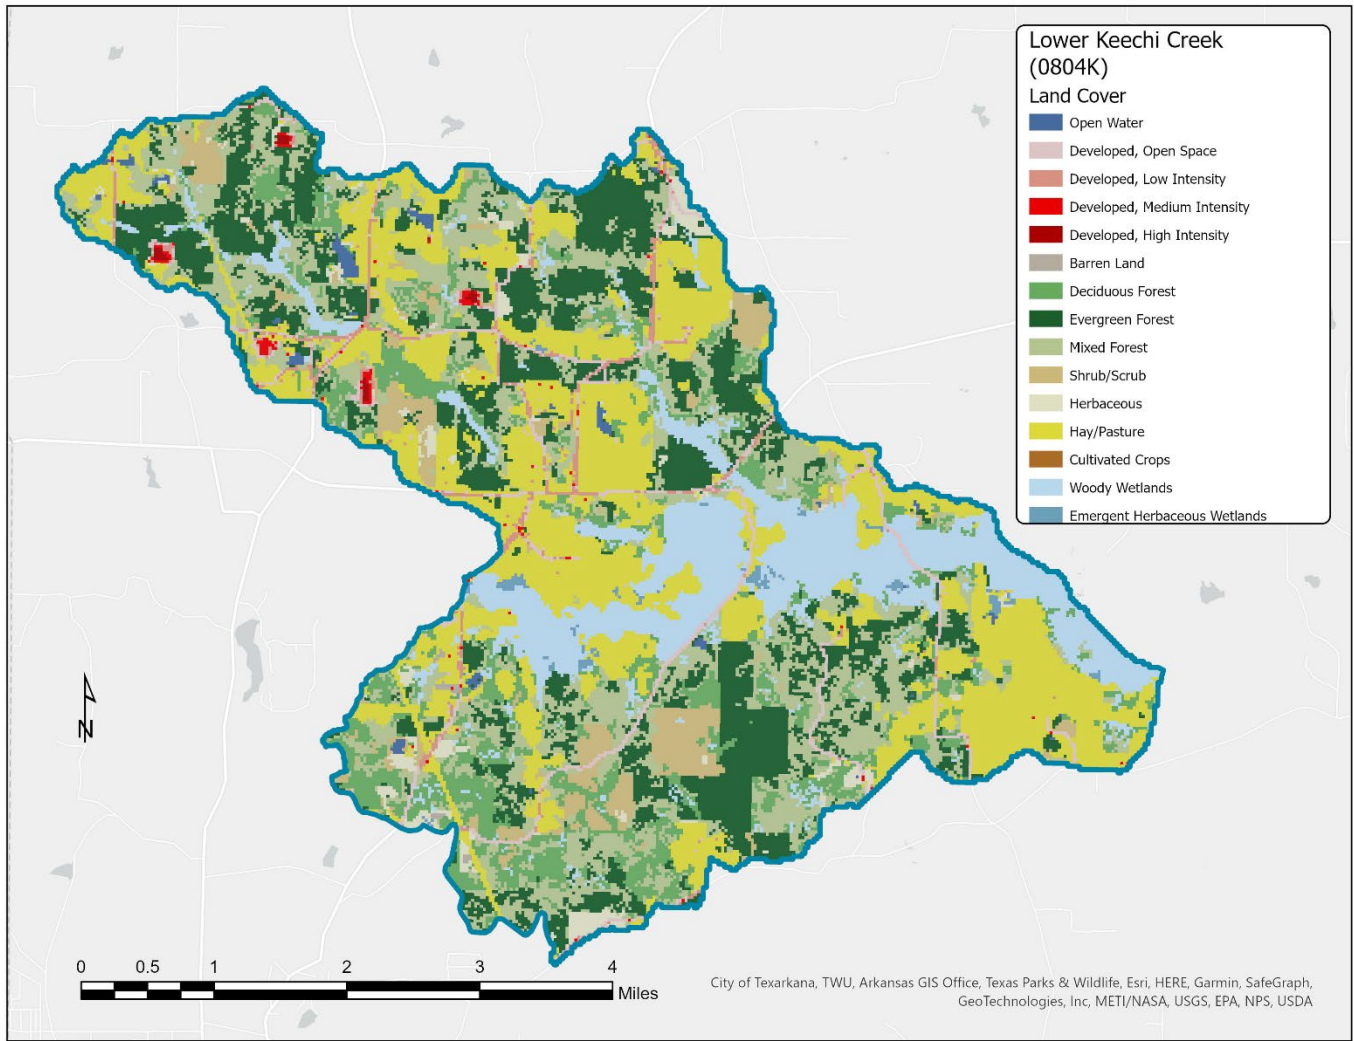 Lower Keechi Creek
(0804K)
Land Cover
Open Water
Developed, Open Space
Developed, Low Intensity
Developed, Medium Intensity
Developed, High Intensity
Barren Land
Deciduous Forest
Evergreen Forest
Mixed Forest
Shrub/Scrub
Herbaceous
Hay/Pasture
Cultivated Crops
Woody Wetlands
Emergent Herbaceous Wetlands
N
0 0.5 1 2 3 4
Miles
City of Texarkana, TWU, Arkansas GIS Office, Texas Parks & Wildlife, Esri, HERE, Garmin, SafeGraph,
GeoTechnologies, Inc, METI/NASA, USGS, EPA, NPS, USDA